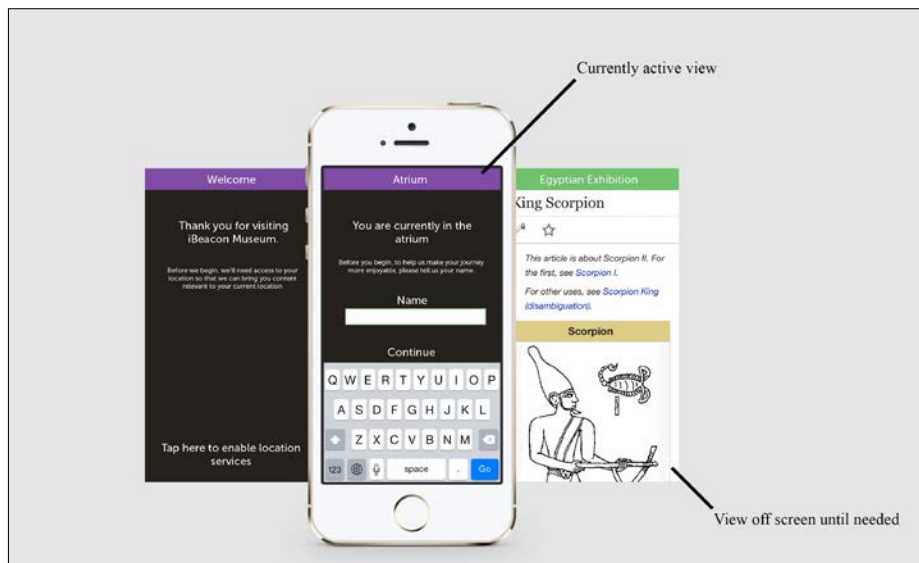 Currently active view
Welcome
Thank you for visiting
iBeacon Museum.
Before we begin, we'll need access to your
location so that we can bring you content
relevant to your current location
Tap here to enable location
services
Atrium
You are currently in the
atrium
Before you begin, to help us make your journey
more enjoyable, please tell us your name.
Name
Continue
Q W E R T Y U I O P
A S D F G H J K L
Z X C V B N M
123 space . Go
Egyptian Exhibition
King Scorpion
This article is about Scorpion II. For
the first, see Scorpion I.
For other uses, see Scorpion King
(disambiguation).
Scorpion
View off screen until needed